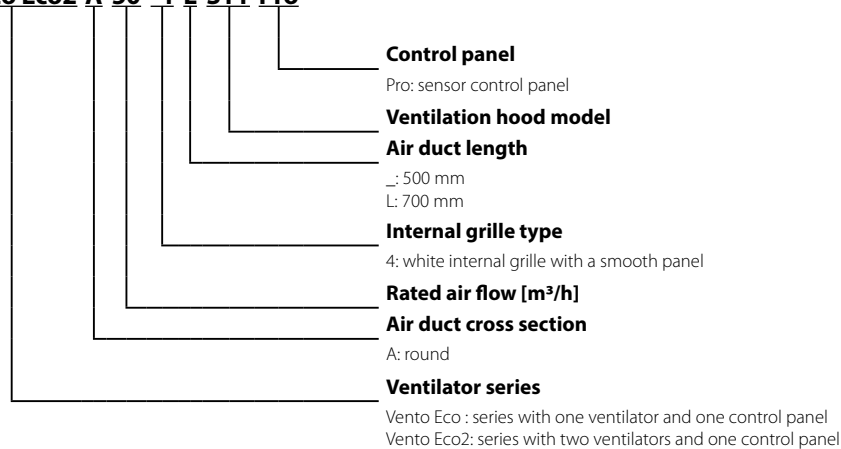 Control panel
Pro: sensor control panel
Ventilation hood model
Air duct length
_: 500 mm
L: 700 mm
Internal grille type
4: white internal grille with a smooth panel
Rated air flow [m³/h]
Air duct cross section
A: round
Ventilator series
Vento Eco : series with one ventilator and one control panel
Vento Eco2: series with two ventilators and one control panel